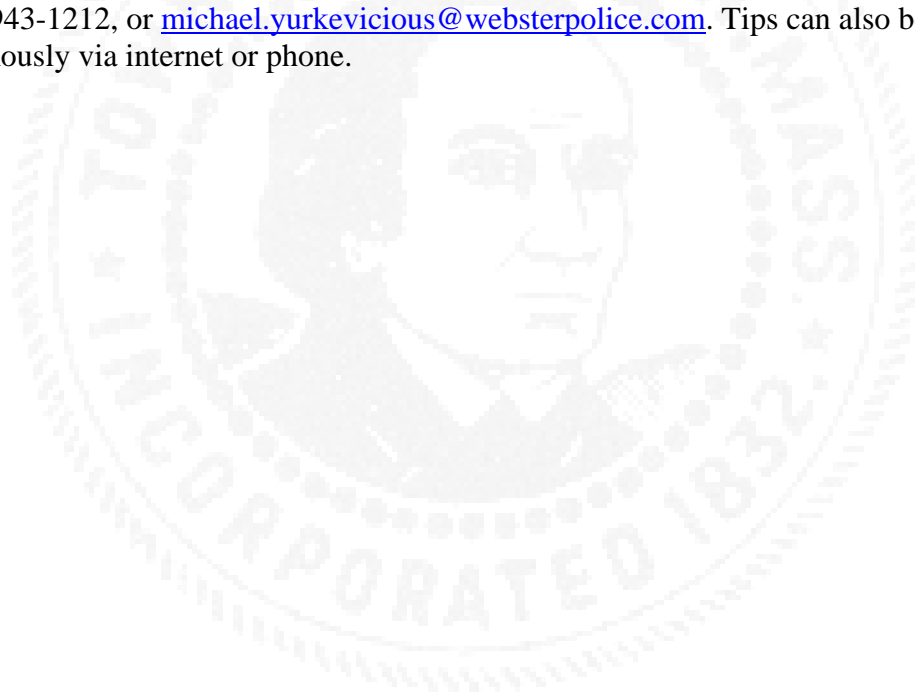 943-1212, or michael.yurkevicious@websterpolice.com. Tips can also b
ously via internet or phone.
TO
MASS.
INCORPORATED 1832.